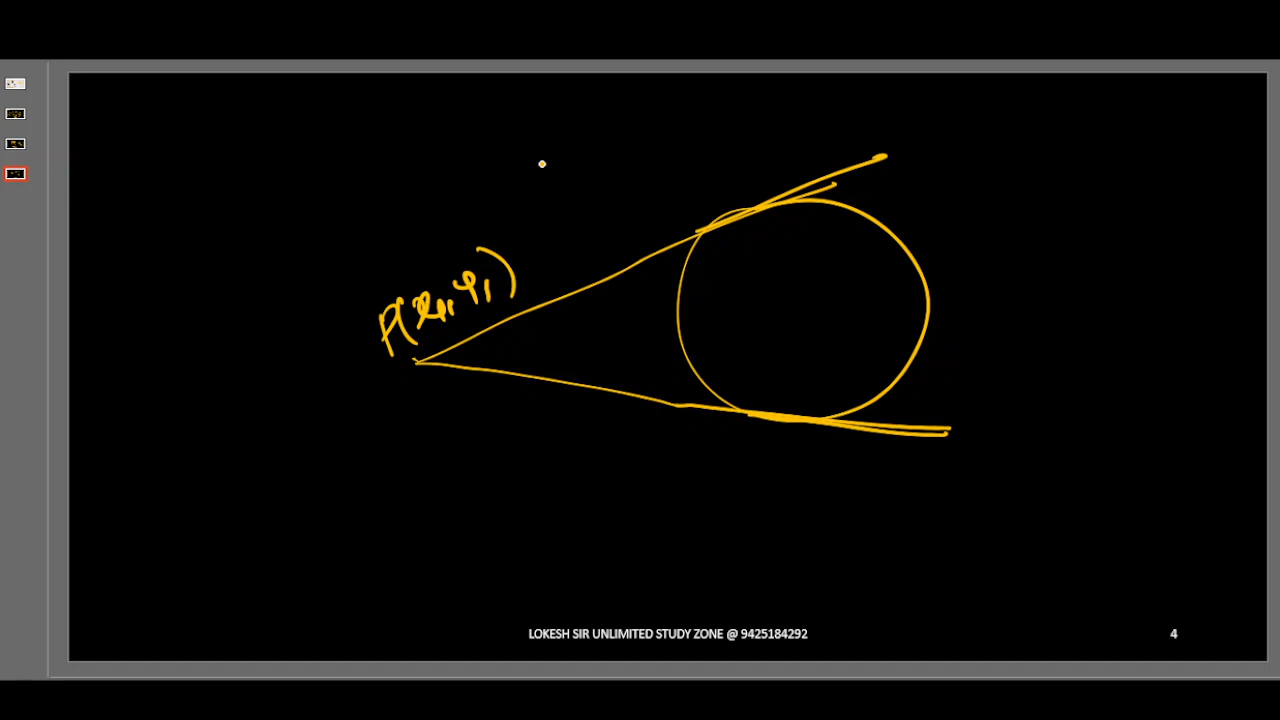 P(x₁, y₁)
LOKESH SIR UNLIMITED STUDY ZONE @ 9425184292
4